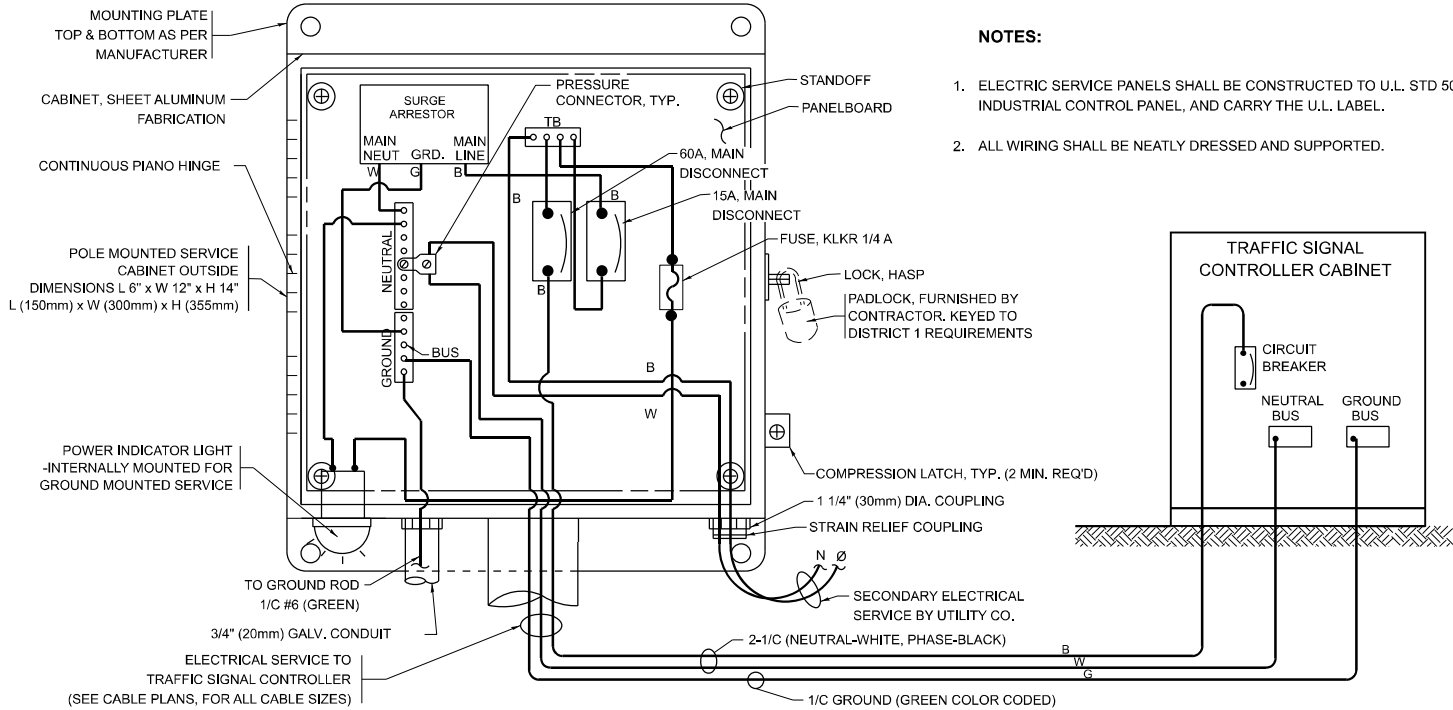 MOUNTING PLATE
TOP & BOTTOM AS PER
MANUFACTURER
CABINET, SHEET ALUMINUM
FABRICATION
CONTINUOUS PIANO HINGE
POLE MOUNTED SERVICE
CABINET OUTSIDE
DIMENSIONS L 6" x W 12" x H 14"
L (150mm) x W (300mm) x H (355mm)
POWER INDICATOR LIGHT
-INTERNALLY MOUNTED FOR
GROUND MOUNTED SERVICE
TO GROUND ROD
1/C #6 (GREEN)
3/4" (20mm) GALV. CONDUIT
ELECTRICAL SERVICE TO
TRAFFIC SIGNAL CONTROLLER
(SEE CABLE PLANS, FOR ALL CABLE SIZES)
SURGE
ARRESTOR
MAIN
NEUT
GRD.
MAIN
LINE
W
G
B
PRESSURE
CONNECTOR, TYP.
TB
NEUTRAL
GROUND
BUS
B
B
B
B
W
STANDOFF
PANELBOARD
60A, MAIN
DISCONNECT
15A, MAIN
DISCONNECT
FUSE, KLKR 1/4 A
LOCK, HASP
PADLOCK, FURNISHED BY
CONTRACTOR. KEYED TO
DISTRICT 1 REQUIREMENTS
COMPRESSION LATCH, TYP. (2 MIN. REQ'D)
1 1/4" (30mm) DIA. COUPLING
STRAIN RELIEF COUPLING
N Ø
SECONDARY ELECTRICAL
SERVICE BY UTILITY CO.
2-1/C (NEUTRAL-WHITE, PHASE-BLACK)
B
W
G
1/C GROUND (GREEN COLOR CODED)
NOTES:
1. ELECTRIC SERVICE PANELS SHALL BE CONSTRUCTED TO U.L. STD
INDUSTRIAL CONTROL PANEL, AND CARRY THE U.L. LABEL.
2. ALL WIRING SHALL BE NEATLY DRESSED AND SUPPORTED.
TRAFFIC SIGNAL
CONTROLLER CABINET
CIRCUIT
BREAKER
NEUTRAL
BUS
GROUND
BUS